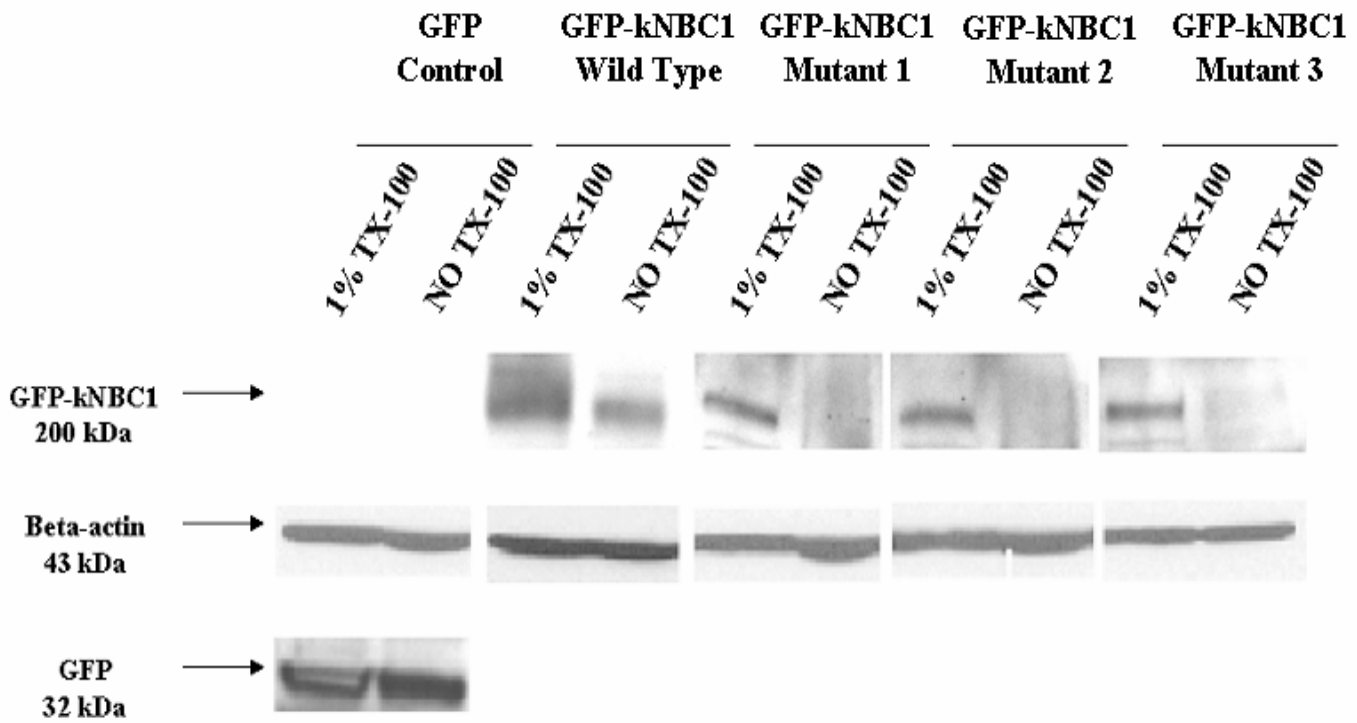 GFP
Control
GFP-kNBC1
Wild Type
GFP-kNBC1
Mutant 1
GFP-kNBC1
Mutant 2
GFP-kNBC1
Mutant 3
1% TX-100
NO TX-100
1% TX-100
NO TX-100
1% TX-100
NO TX-100
1% TX-100
NO TX-100
1% TX-100
NO TX-100
GFP-kNBC1
200 kDa
Beta-actin
43 kDa
GFP
32 kDa